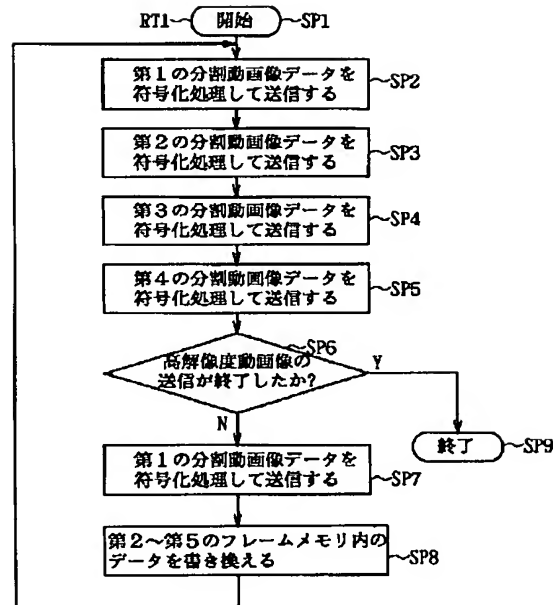 RT1 開始 SP1
第1の分割動画像データを
符号化処理して送信する SP2
第2の分割動画像データを
符号化処理して送信する SP3
第3の分割動画像データを
符号化処理して送信する SP4
第4の分割動画像データを
符号化処理して送信する SP5
SP6
高解像度動画像の
送信が終了したか?
Y
N
終了 SP9
第1の分割動画像データを
符号化処理して送信する SP7
第2~第5のフレームメモリ内の
データを書き換える SP8